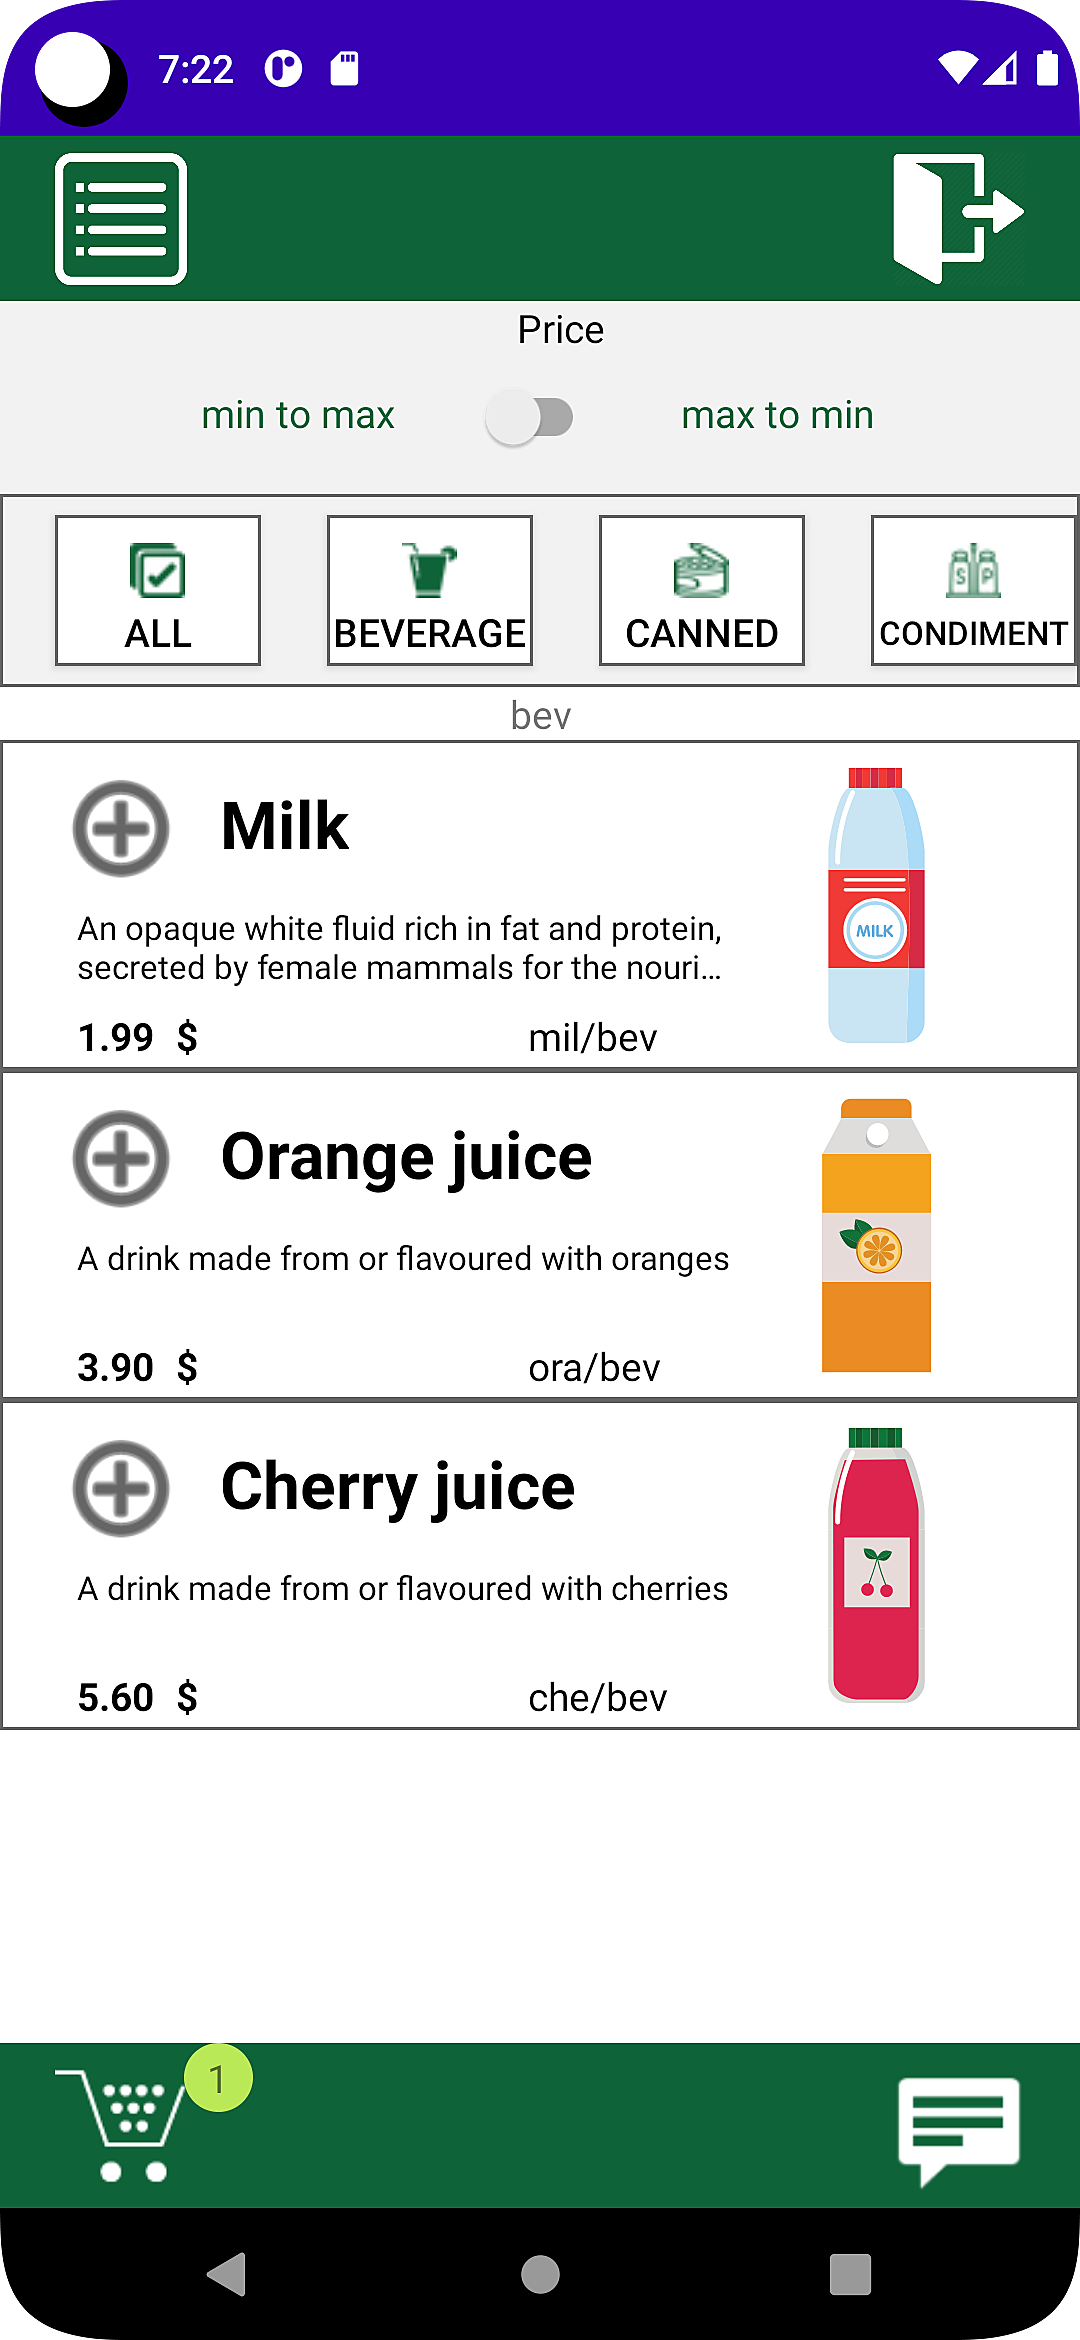 7:22
Price
min to max
max to min
ALL
BEVERAGE
CANNED
S P
CONDIMENT
bev
Milk
An opaque white fluid rich in fat and protein,
secreted by female mammals for the nouri...
MILK
1.99 $
mil/bev
Orange juice
A drink made from or flavoured with oranges
3.90 $
ora/bev
Cherry juice
A drink made from or flavoured with cherries
5.60 $
che/bev
1